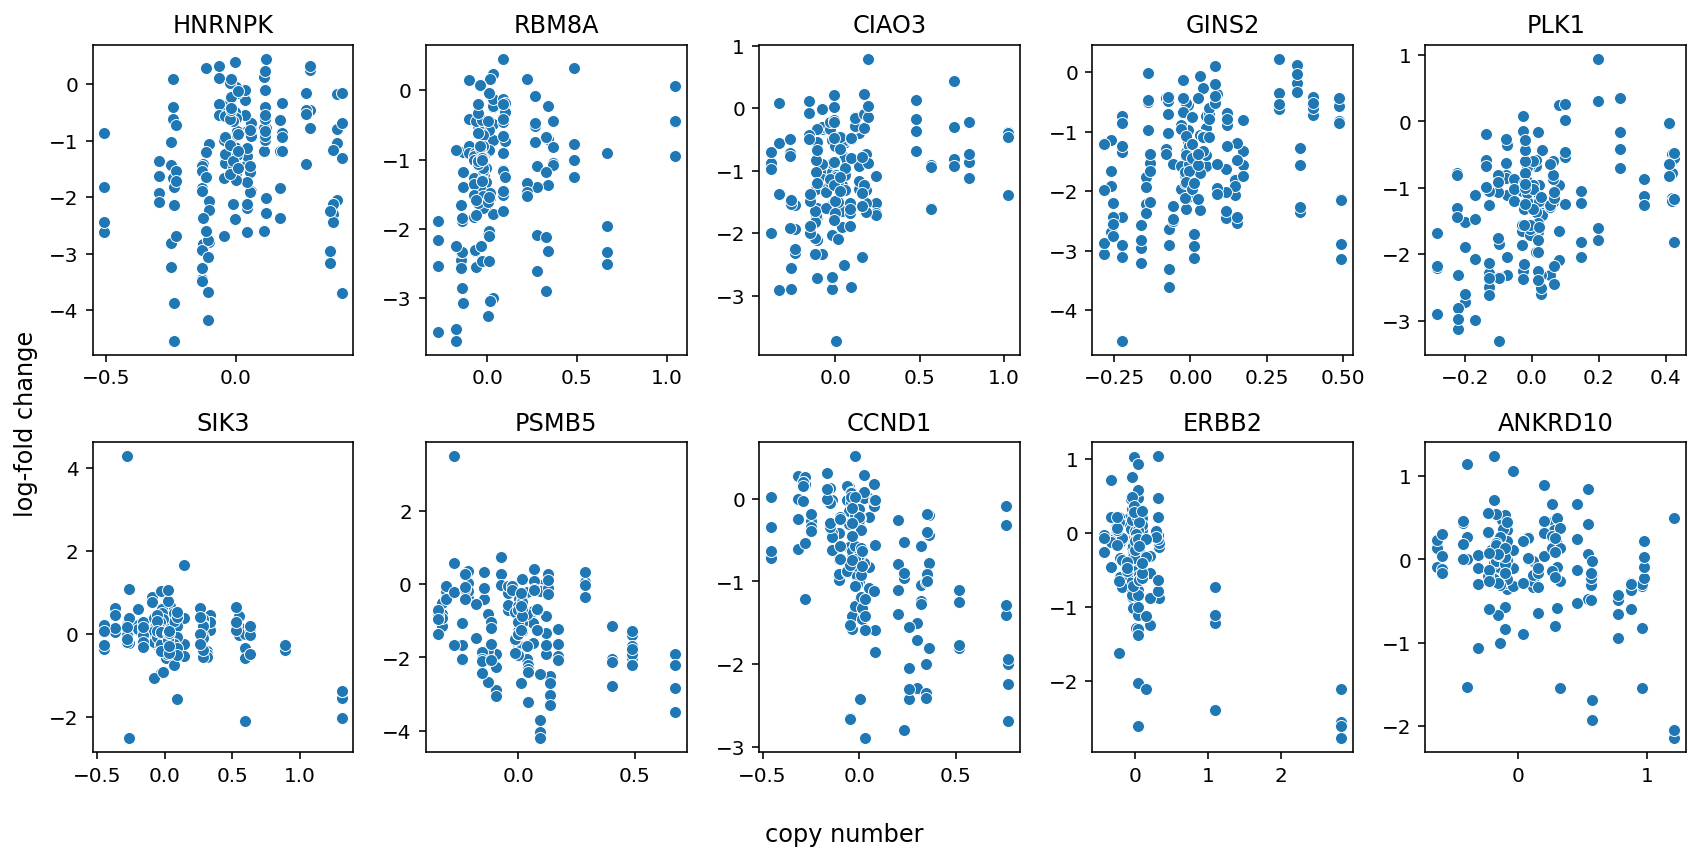 HNRNPK RBM8A CIAO3 GINS2 PLK1
0 −1 −2 −3 −4
0 −1 −2 −3
1 0 −1 −2 −3
0 −1 −2 −3 −4
1 0 −1 −2 −3
−0.5 0.0 0.0 0.5 1.0 0.0 0.5 1.0 −0.25 0.00 0.25 0.50 −0.2 0.0 0.2 0.4
log-fold change
SIK3 PSMB5 CCND1 ERBB2 ANKRD10
4 2 0 −2
2 0 −2 −4
0 −1 −2 −3
1 0 −1 −2
1 0 −1 −2
−0.5 0.0 0.5 1.0 0.0 0.5 −0.5 0.0 0.5 0 1 2 0 1
copy number